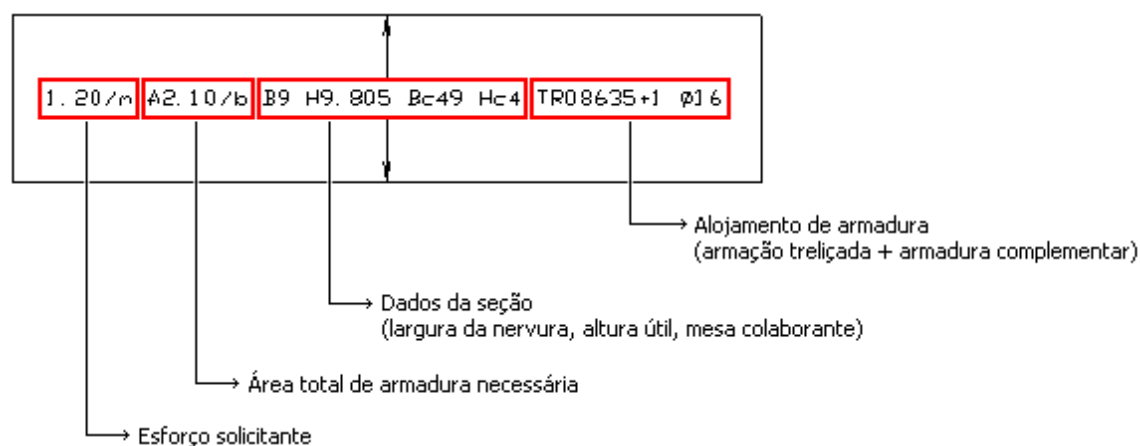 1.20/m A2.10/b B9 H9.805 Bc49 Hc4 TR08635+1 Ø16
Alojamento de armadura
(armação treliçada + armadura complementar)
Dados da seção
(largura da nervura, altura útil, mesa colaborante)
Área total de armadura necessária
Esforço solicitante